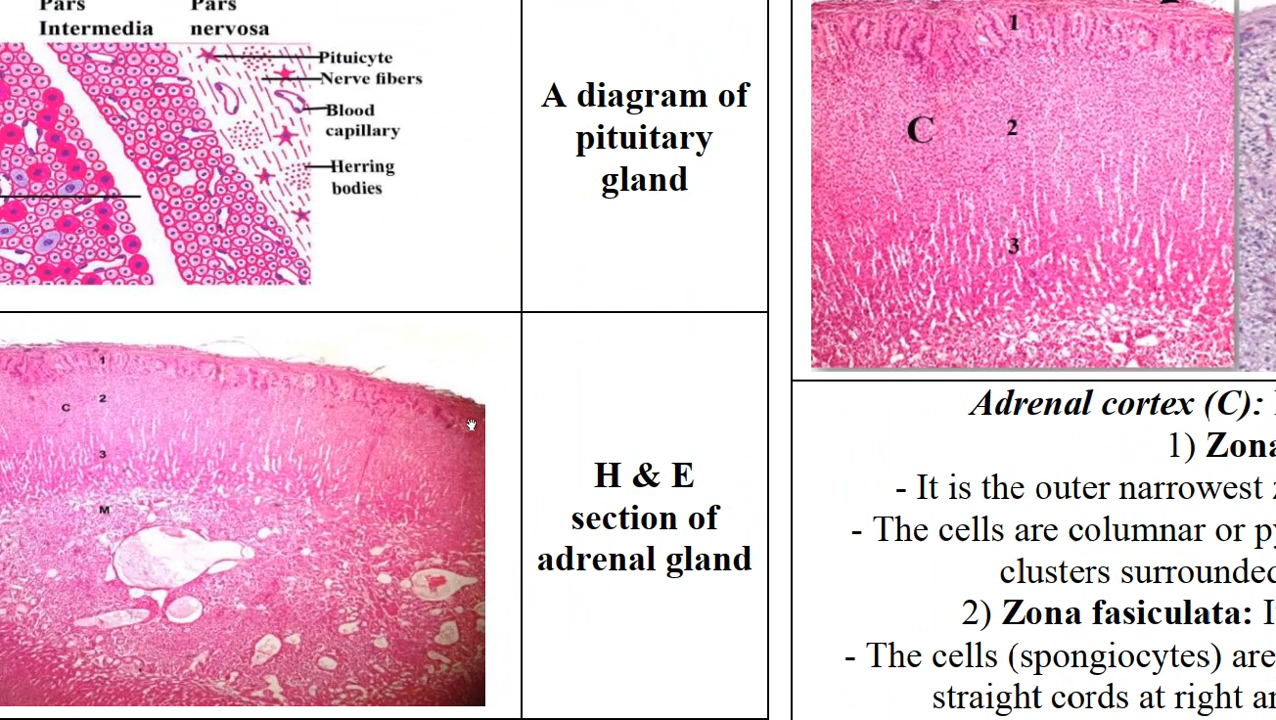 Pars
Intermedia
Pars
nervosa
Pituicyte
Nerve fibers
Blood
capillary
Herring
bodies
A diagram of
pituitary
gland
1
C
2
3
1
2
C
3
M
H & E
section of
adrenal gland
Adrenal cortex (C):
1) Zona
- It is the outer narrowest
- The cells are columnar or
clusters surrounded
2) Zona fasiculata:
- The cells (spongiocytes) are
straight cords at right